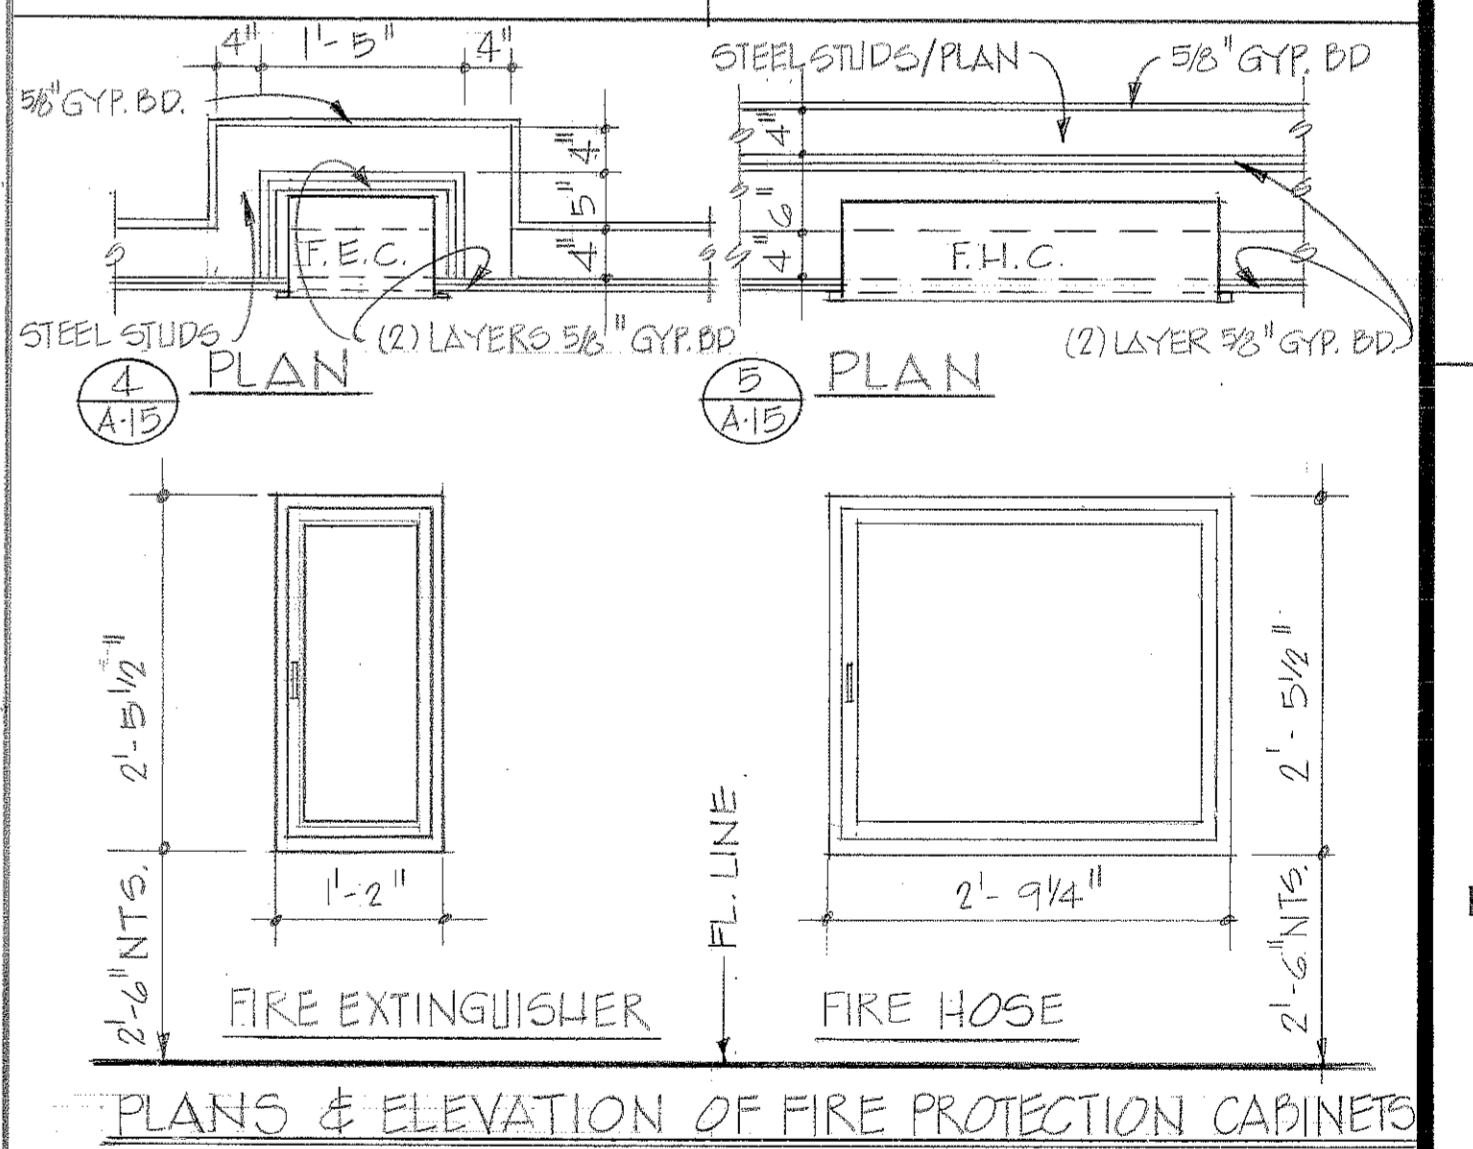 4" 1'-5" 4"
5/8" GYP. BD.
4"
5"
4"
F.E.C.
STEEL STUDS
(2) LAYERS 5/8" GYP. BD
4
A·15
PLAN
STEEL STUDS/PLAN
5/8" GYP. BD
4"
6"
4"
F.H.C.
(2) LAYER 5/8" GYP. BD.
5
A·15
PLAN
2'-5 1/2"
2'-6" NTS.
1'-2"
FIRE EXTINGUISHER
FL. LINE
2'-9 1/4"
FIRE HOSE
2'-5 1/2"
2'-6" NTS.
PLANS & ELEVATION OF FIRE PROTECTION CABINETS